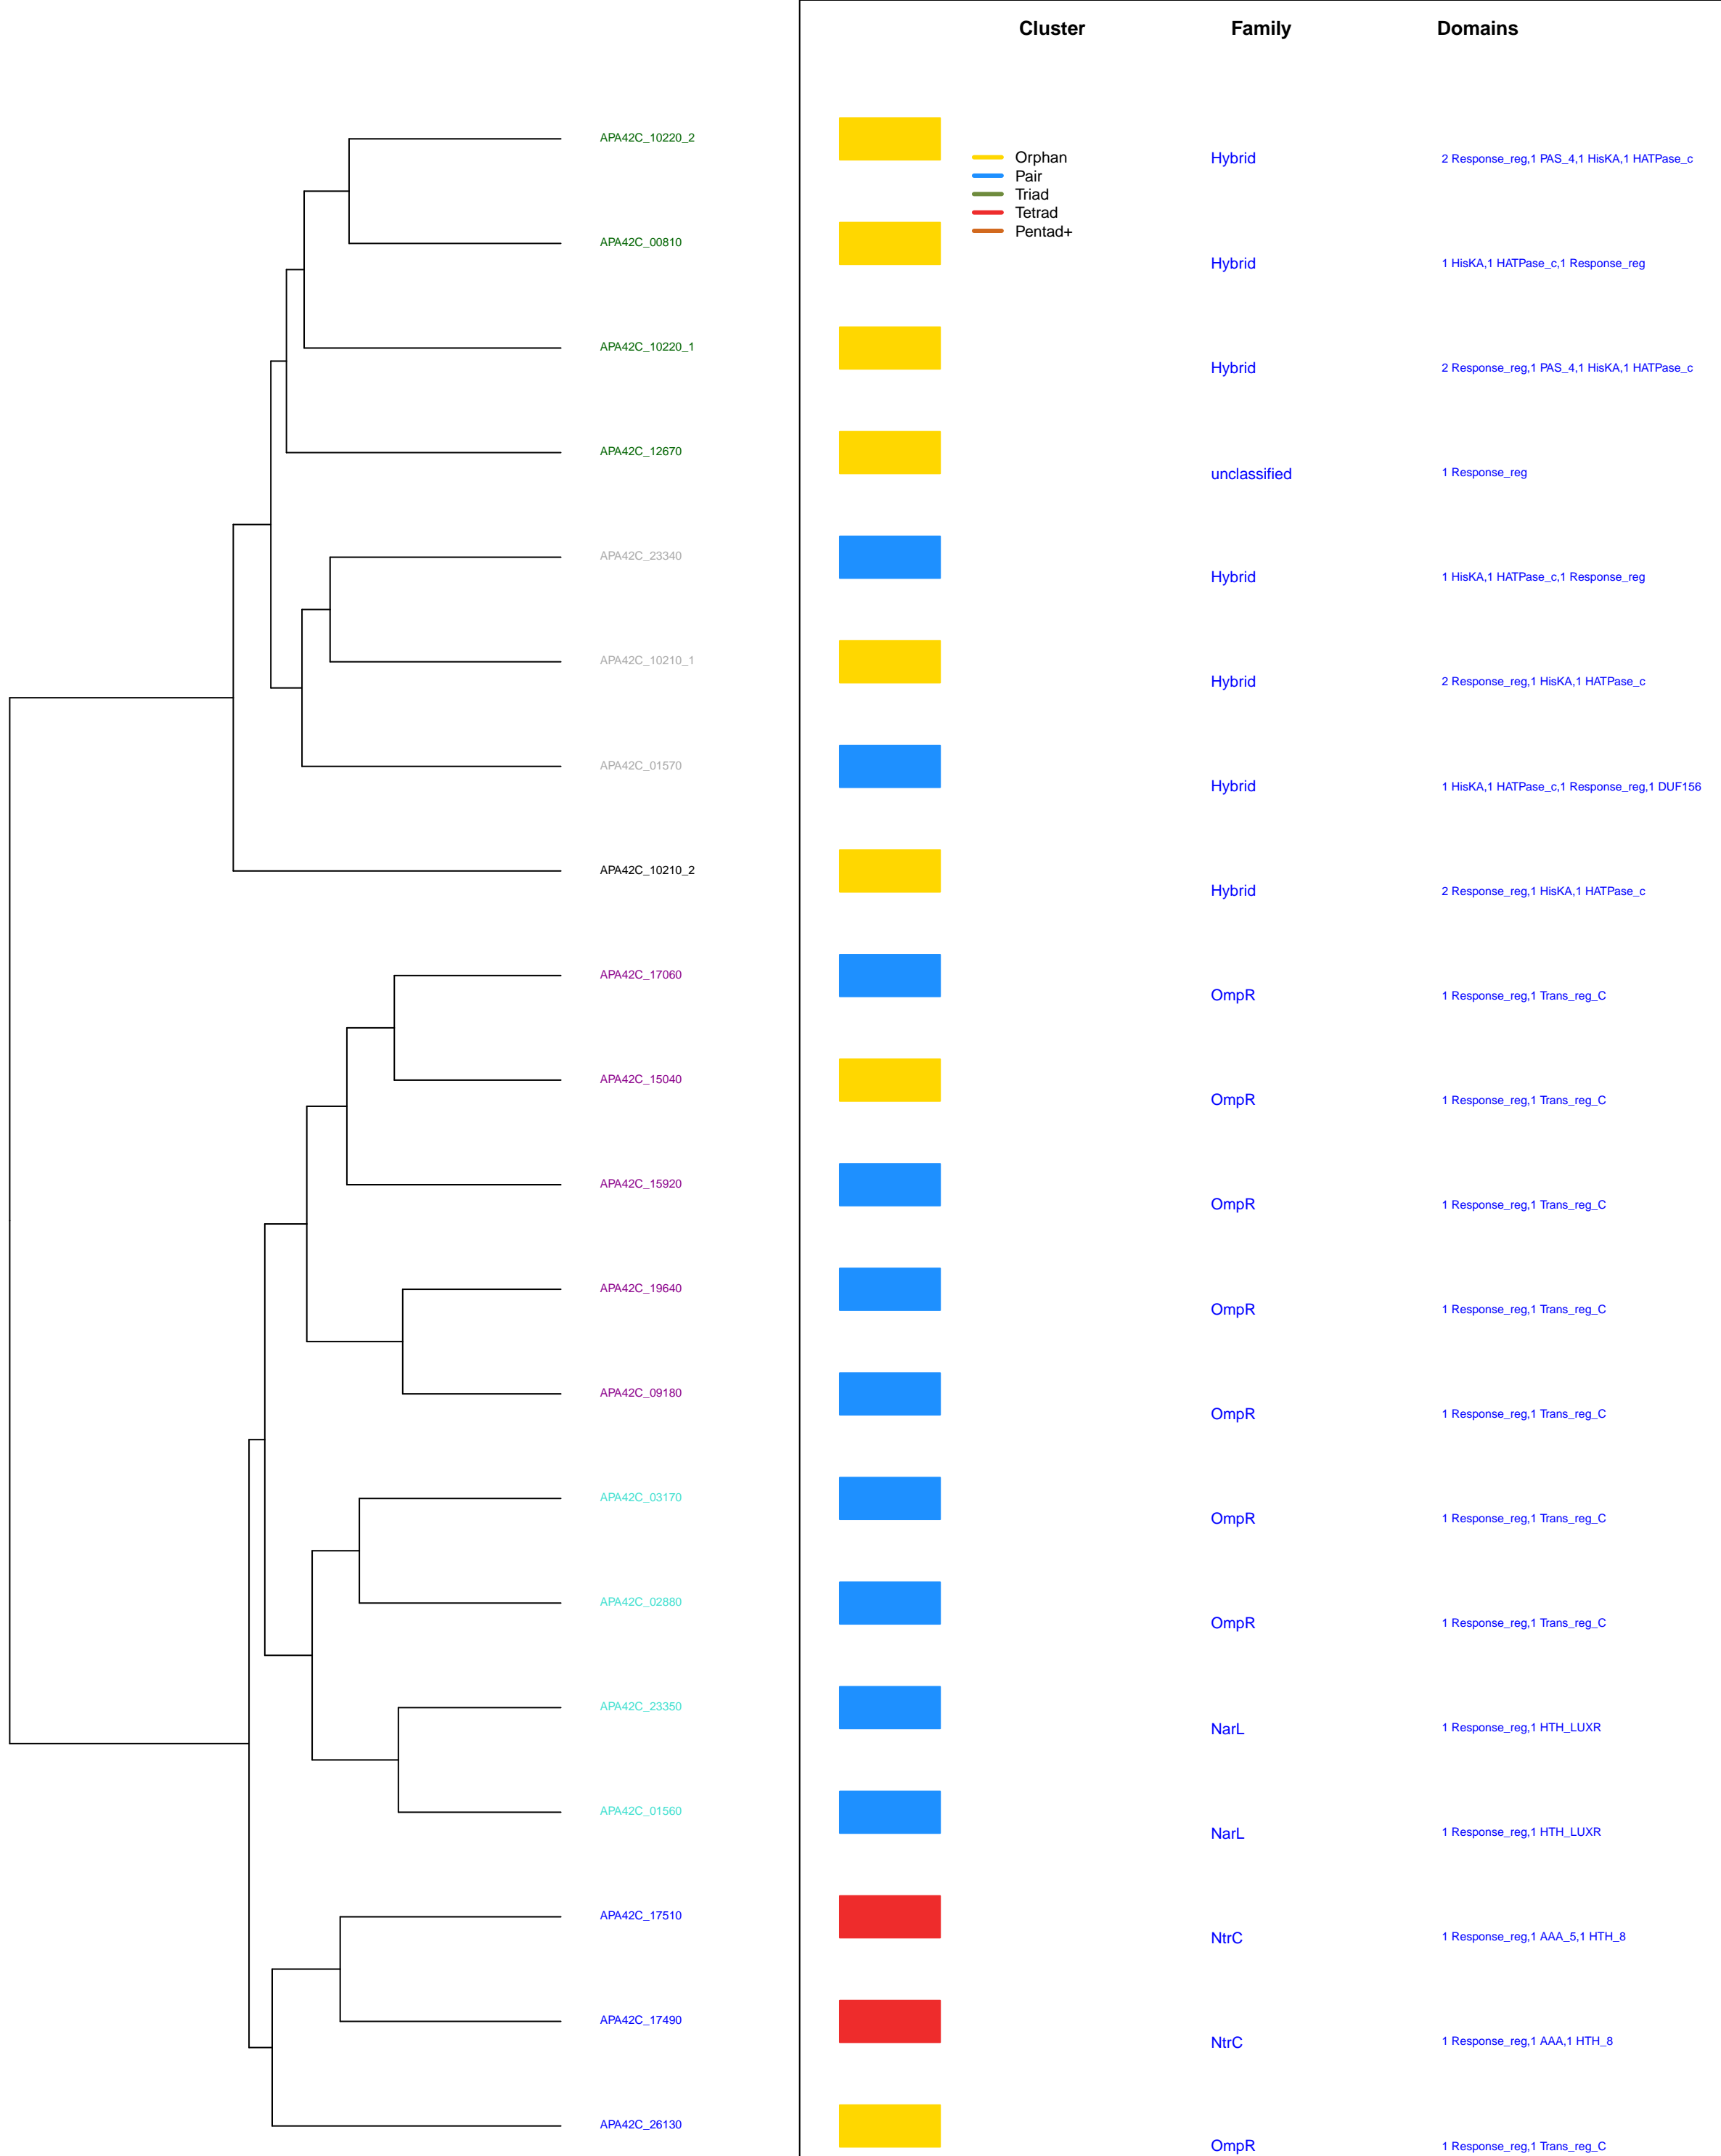 Cluster Family Domains
APA42C_10220_2
Orphan
Hybrid 2 Response_reg,1 PAS_4,1 HisKA,1 HATPase_c
Pair
Triad
Tetrad
Pentad+
APA42C_00810
Hybrid 1 HisKA,1 HATPase_c,1 Response_reg
APA42C_10220_1
Hybrid 2 Response_reg,1 PAS_4,1 HisKA,1 HATPase_c
APA42C_12670
unclassified 1 Response_reg
APA42C_23340
Hybrid 1 HisKA,1 HATPase_c,1 Response_reg
APA42C_10210_1
Hybrid 2 Response_reg,1 HisKA,1 HATPase_c
APA42C_01570
Hybrid 1 HisKA,1 HATPase_c,1 Response_reg,1 DUF156
APA42C_10210_2
Hybrid 2 Response_reg,1 HisKA,1 HATPase_c
APA42C_17060
OmpR 1 Response_reg,1 Trans_reg_C
APA42C_15040
OmpR 1 Response_reg,1 Trans_reg_C
APA42C_15920
OmpR 1 Response_reg,1 Trans_reg_C
APA42C_19640
OmpR 1 Response_reg,1 Trans_reg_C
APA42C_09180
OmpR 1 Response_reg,1 Trans_reg_C
APA42C_03170
OmpR 1 Response_reg,1 Trans_reg_C
APA42C_02880
OmpR 1 Response_reg,1 Trans_reg_C
APA42C_23350
NarL 1 Response_reg,1 HTH_LUXR
APA42C_01560
NarL 1 Response_reg,1 HTH_LUXR
APA42C_17510
NtrC 1 Response_reg,1 AAA_5,1 HTH_8
APA42C_17490
NtrC 1 Response_reg,1 AAA,1 HTH_8
APA42C_26130
OmpR 1 Response_reg,1 Trans_reg_C